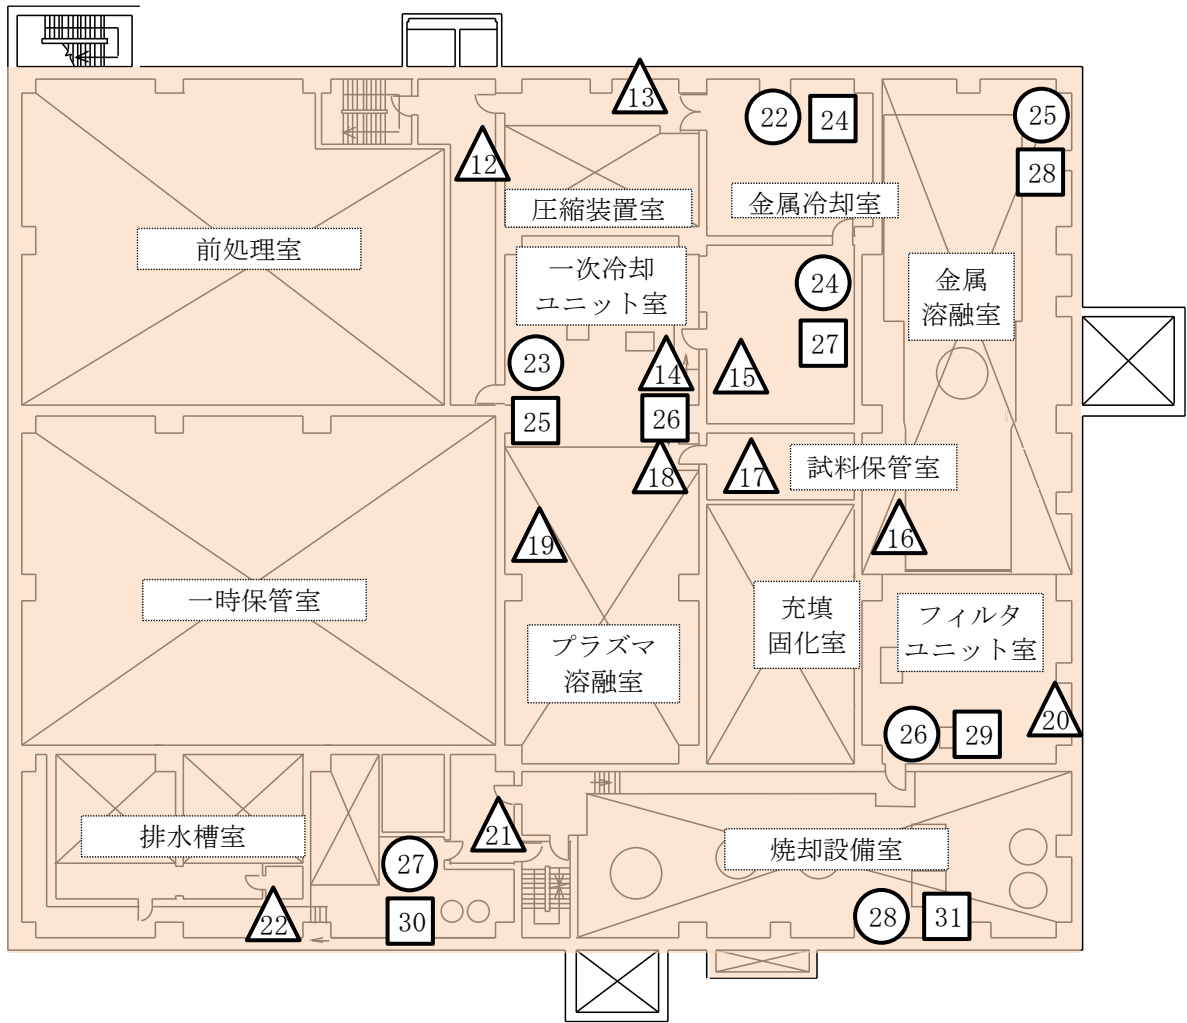 13
22
24
25
12
28
圧縮装置室
金属冷却室
前処理室
一次冷却
ユニット室
24
金属
溶融室
27
23
14
15
25
26
18
17
試料保管室
19
16
一時保管室
充填
固化室
フィルタ
ユニット室
プラズマ
溶融室
20
26
29
排水槽室
21
焼却設備室
27
22
30
28
31